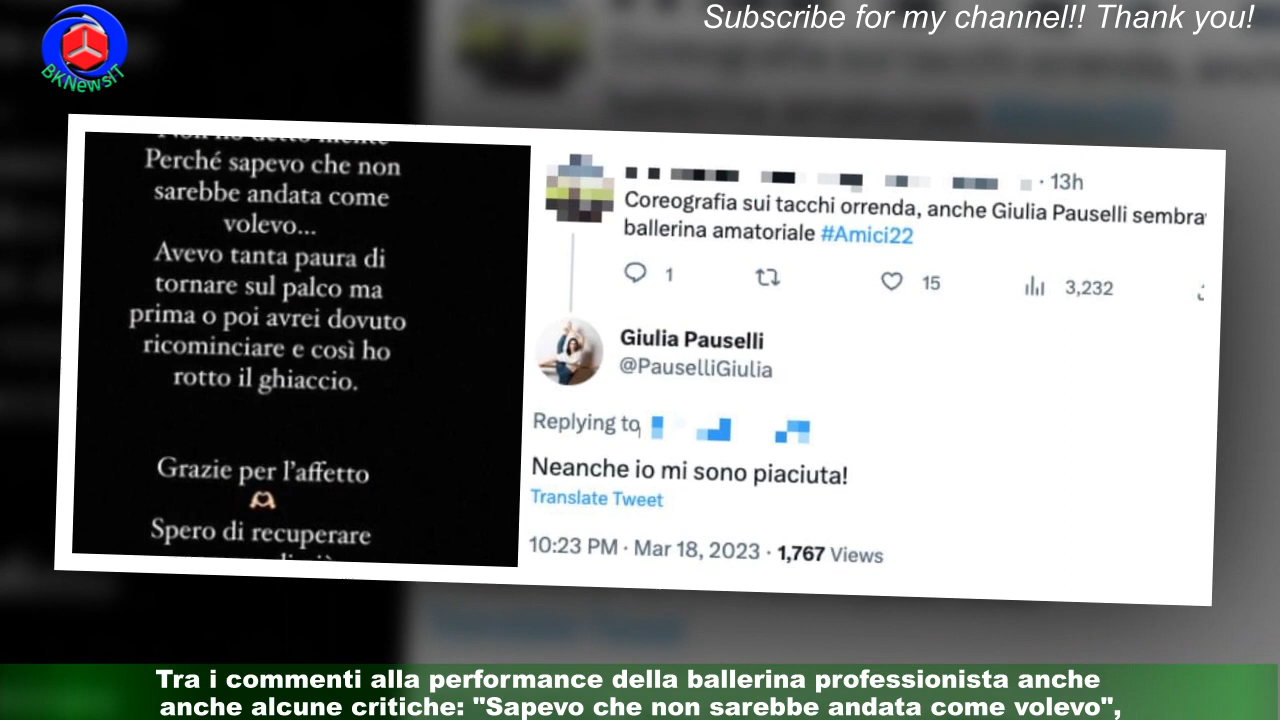 Subscribe for my channel!! Thank you!
BKNewsIT
Non ho detto niente
Perché sapevo che non
sarebbe andata come
volevo...
Avevo tanta paura di
tornare sul palco ma
prima o poi avrei dovuto
ricominciare e così ho
rotto il ghiaccio.
Grazie per l'affetto
Spero di recuperare
· 13h
Coreografia sui tacchi orrenda, anche Giulia Pauselli sembra
ballerina amatoriale #Amici22
1
15
3,232
Giulia Pauselli
@PauselliGiulia
Replying to
Neanche io mi sono piaciuta!
Translate Tweet
10:23 PM · Mar 18, 2023 · 1,767 Views
Tra i commenti alla performance della ballerina professionista anche
anche alcune critiche: "Sapevo che non sarebbe andata come volevo",